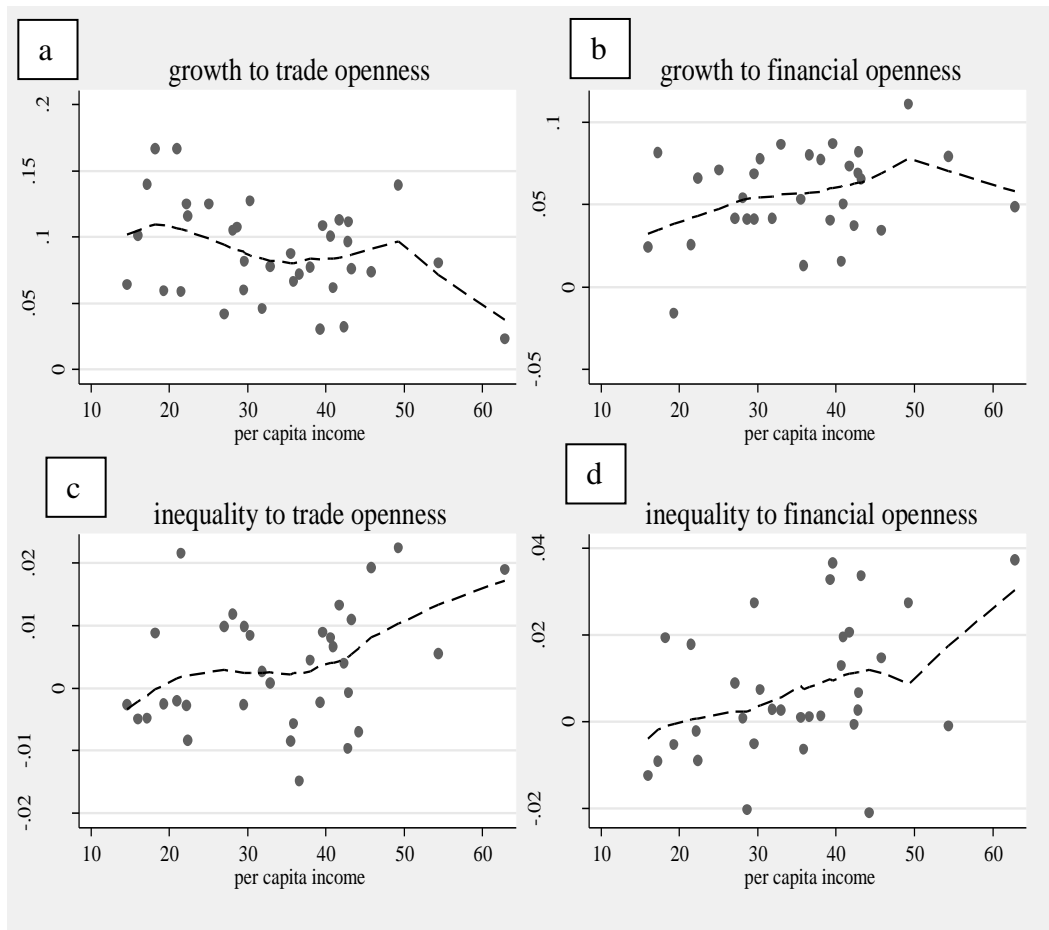 a
growth to trade openness
.2
.15
.1
.05
0
10 20 30 40 50 60
per capita income
b
growth to financial openness
.1
.05
0
-.05
10 20 30 40 50 60
per capita income
c
inequality to trade openness
.02
.01
0
-.01
-.02
10 20 30 40 50 60
per capita income
d
inequality to financial openness
.04
.02
0
-.02
10 20 30 40 50 60
per capita income